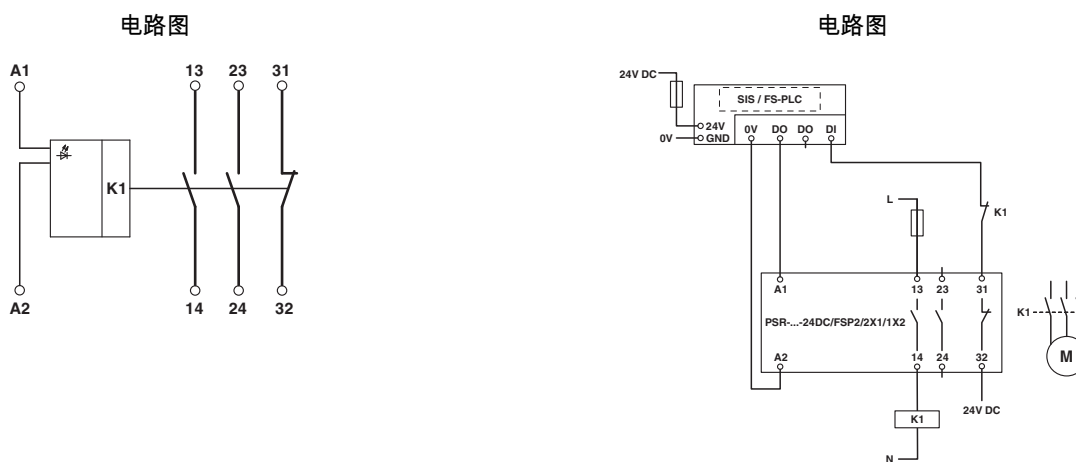 电路图
A1
13 23 31
K1
A2
14 24 32
电路图
24V DC
SIS / FS-PLC
24V
0V DO DO DI
0V
GND
L
K1
A1
13 23 31
K1
PSR-...-24DC/FSP2/2X1/1X2
M
A2
14 24 32
24V DC
K1
N